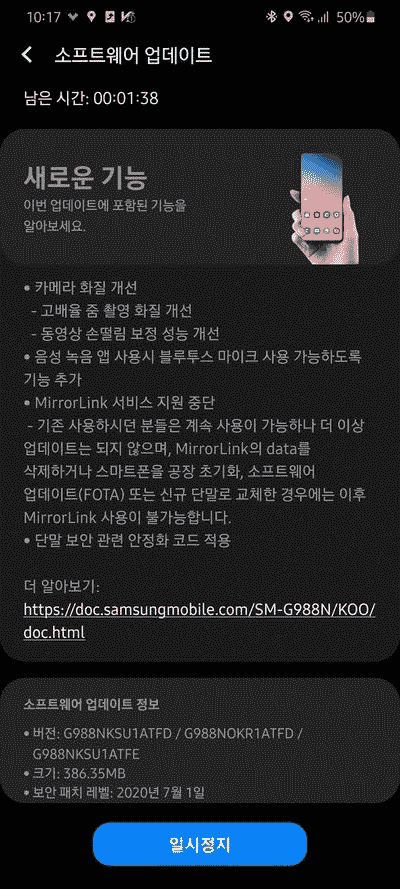 10:17
50%
소프트웨어 업데이트
남은 시간: 00:01:38
새로운 기능
이번 업데이트에 포함된 기능을
알아보세요.
• 카메라 화질 개선
- 고배율 줌 촬영 화질 개선
- 동영상 손떨림 보정 성능 개선
• 음성 녹음 앱 사용시 블루투스 마이크 사용 가능하도록
기능 추가
• MirrorLink 서비스 지원 중단
- 기존 사용하시던 분들은 계속 사용이 가능하나 더 이상
업데이트는 되지 않으며, MirrorLink의 data를
삭제하거나 스마트폰을 공장 초기화, 소프트웨어
업데이트(FOTA) 또는 신규 단말로 교체한 경우에는 이후
MirrorLink 사용이 불가능합니다.
• 단말 보안 관련 안정화 코드 적용
더 알아보기:
https://doc.samsungmobile.com/SM-G988N/KOO/
doc.html
소프트웨어 업데이트 정보
• 버전: G988NKSU1ATFD / G988NOKR1ATFD /
G988NKSU1ATFE
• 크기: 386.35MB
• 보안 패치 레벨: 2020년 7월 1일
일시정지